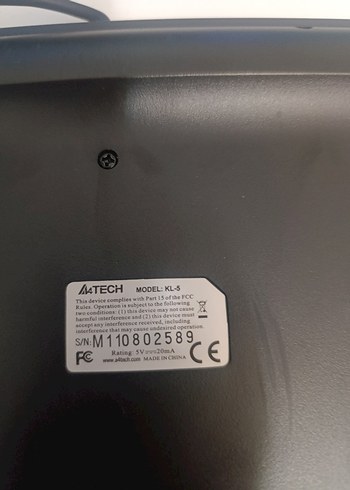 A4TECH MODEL: KL-5
This device complies with Part 15 of the FCC
Rules. Operation is subject to the following
two conditions: (1) this device may not cause
harmful interference and (2) this device must
accept any interference received, including
interference that may cause undesired operation.
S/N: M110802589
FC Rating: 5V⎓20mA CE
www.a4tech.com MADE IN CHINA